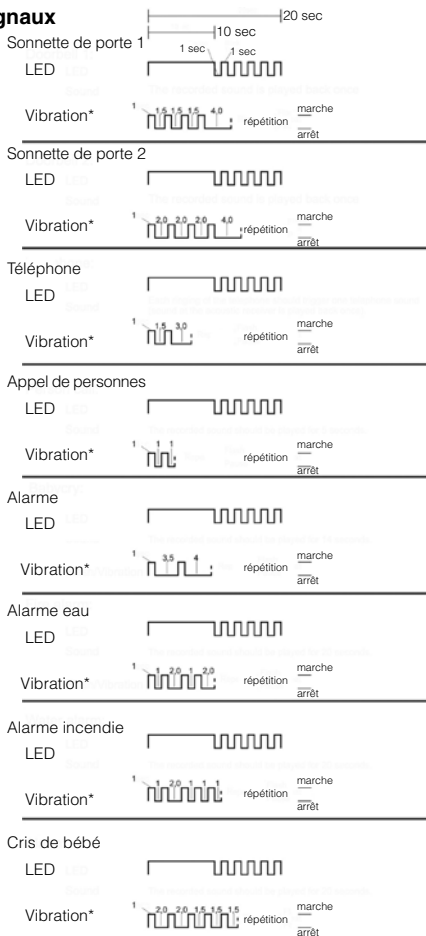 gnaux
20 sec
10 sec
Sonnette de porte 1
1 sec 1 sec
LED
1 1,5 1,5 1,5 4,0
Vibration* répétition marche
arrêt
Sonnette de porte 2
LED
1 2,0 2,0 2,0 4,0
Vibration* répétition marche
arrêt
Téléphone
LED
1 1,5 3,0
Vibration* répétition marche
arrêt
Appel de personnes
LED
1 1 1
Vibration* répétition marche
arrêt
Alarme
LED
1 3,5 4
Vibration* répétition marche
arrêt
Alarme eau
LED
1 1 2,0 1 2,0
Vibration* répétition marche
arrêt
Alarme incendie
LED
1 1 2,0 1 1 1
Vibration* répétition marche
arrêt
Cris de bébé
LED
1 2,0 2,0 1,5 1,5 1,5
Vibration* répétition marche
arrêt